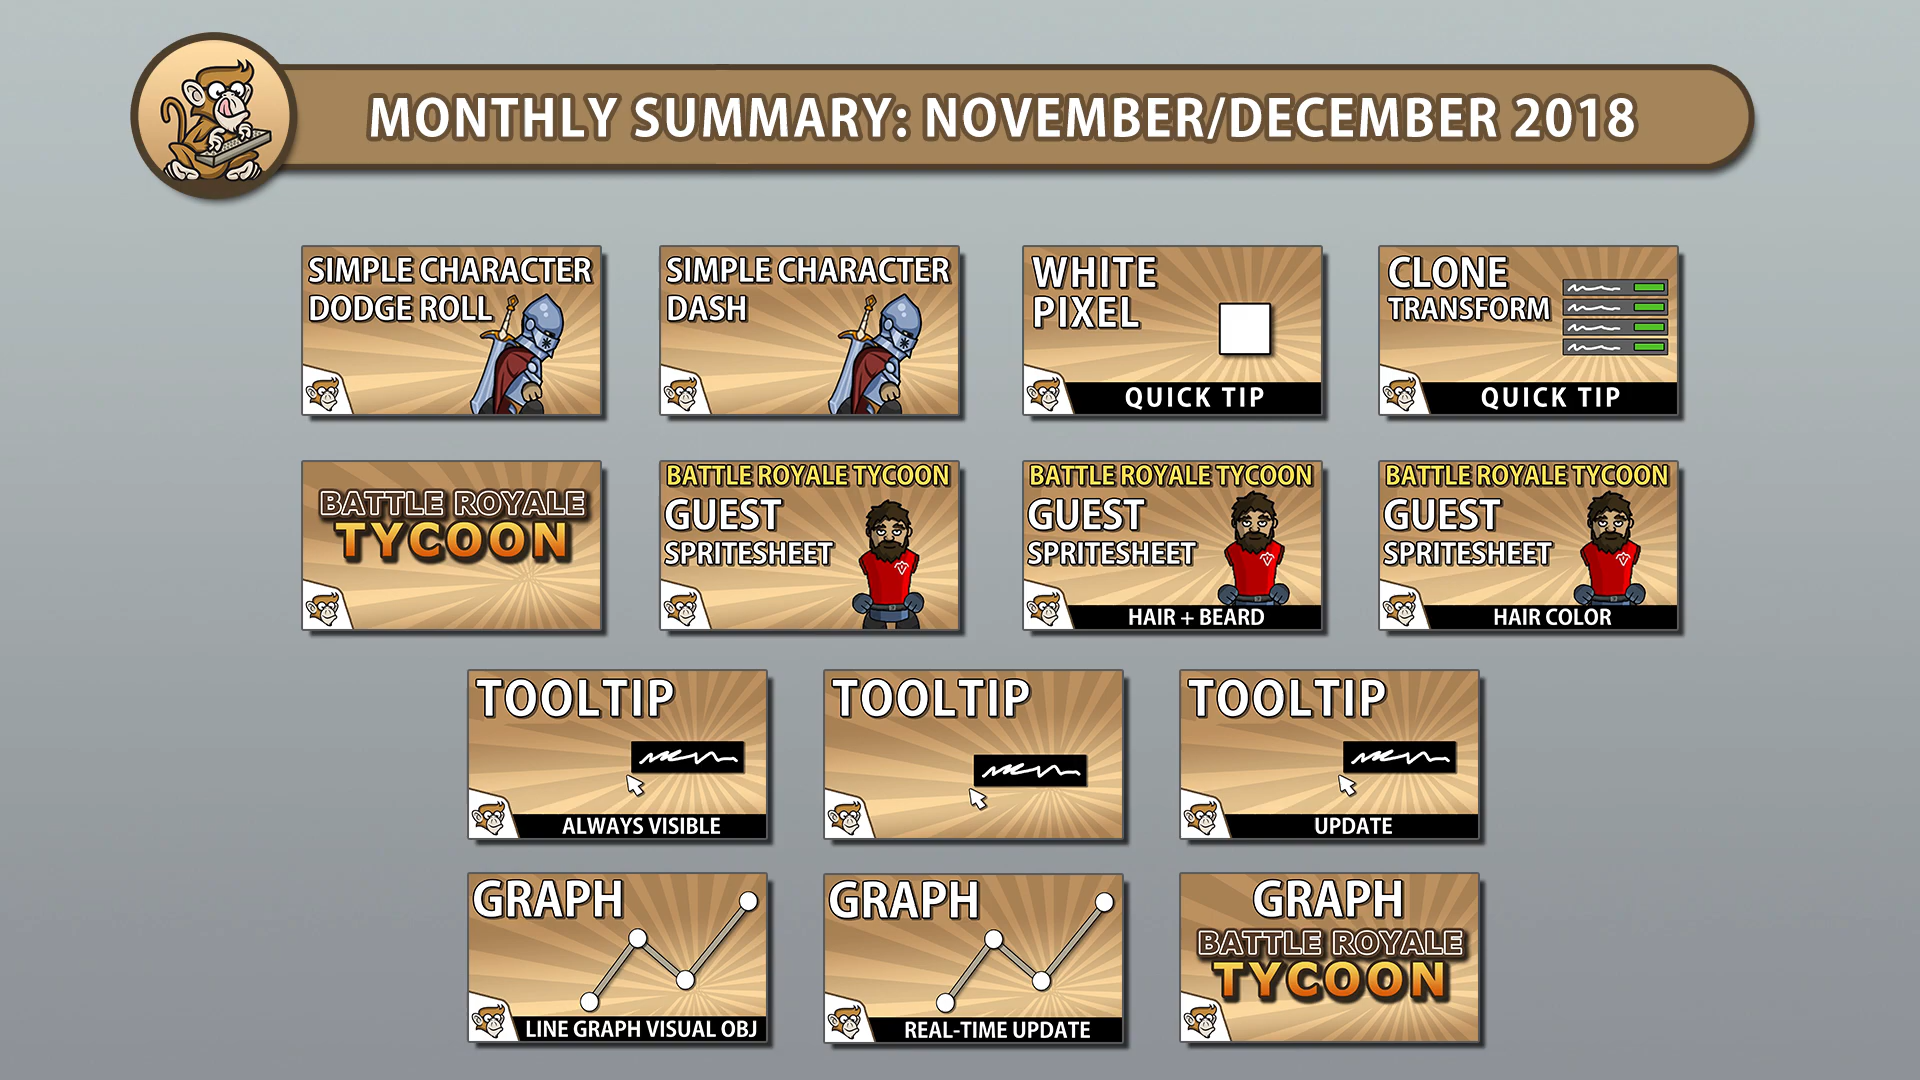 MONTHLY SUMMARY: NOVEMBER/DECEMBER 2018
SIMPLE CHARACTER
DODGE ROLL
SIMPLE CHARACTER
DASH
WHITE
PIXEL
QUICK TIP
CLONE
TRANSFORM
QUICK TIP
BATTLE ROYALE
TYCOON
BATTLE ROYALE TYCOON
GUEST
SPRITESHEET
BATTLE ROYALE TYCOON
GUEST
SPRITESHEET
HAIR + BEARD
BATTLE ROYALE TYCOON
GUEST
SPRITESHEET
HAIR COLOR
TOOLTIP
ALWAYS VISIBLE
TOOLTIP
TOOLTIP
UPDATE
GRAPH
LINE GRAPH VISUAL OBJ
GRAPH
REAL-TIME UPDATE
GRAPH
BATTLE ROYALE
TYCOON